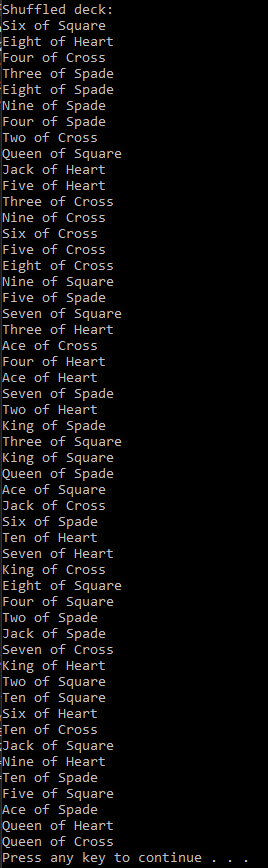 Shuffled deck:
Six of Square
Eight of Heart
Four of Cross
Three of Spade
Eight of Spade
Nine of Spade
Four of Spade
Two of Cross
Queen of Square
Jack of Heart
Five of Heart
Three of Cross
Nine of Cross
Six of Cross
Five of Cross
Eight of Cross
Nine of Square
Five of Spade
Seven of Square
Three of Heart
Ace of Cross
Four of Heart
Ace of Heart
Seven of Spade
Two of Heart
King of Spade
Three of Square
King of Square
Queen of Spade
Ace of Square
Jack of Cross
Six of Spade
Ten of Heart
Seven of Heart
King of Cross
Eight of Square
Four of Square
Two of Spade
Jack of Spade
Seven of Cross
King of Heart
Two of Square
Ten of Square
Six of Heart
Ten of Cross
Jack of Square
Nine of Heart
Ten of Spade
Five of Square
Ace of Spade
Queen of Heart
Queen of Cross
Press any key to continue . . .